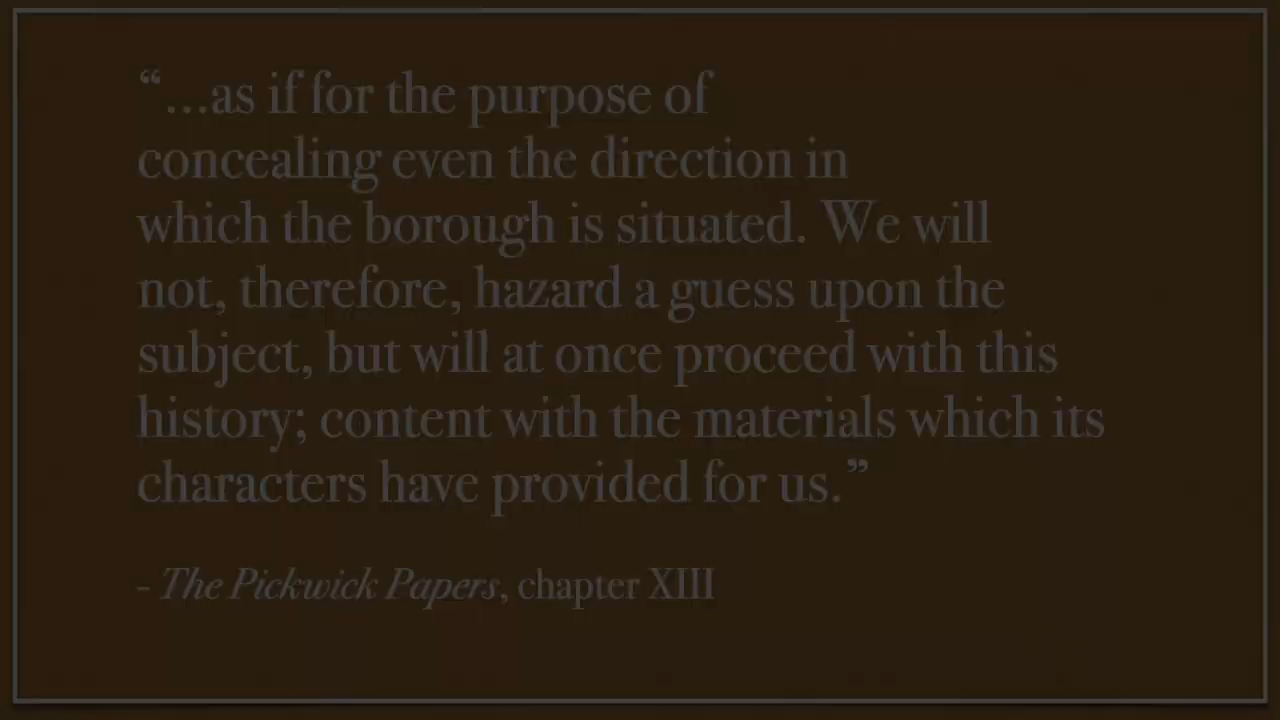 “…as if for the purpose of
concealing even the direction in
which the borough is situated. We will
not, therefore, hazard a guess upon the
subject, but will at once proceed with this
history; content with the materials which its
characters have provided for us.”
– The Pickwick Papers, chapter XIII